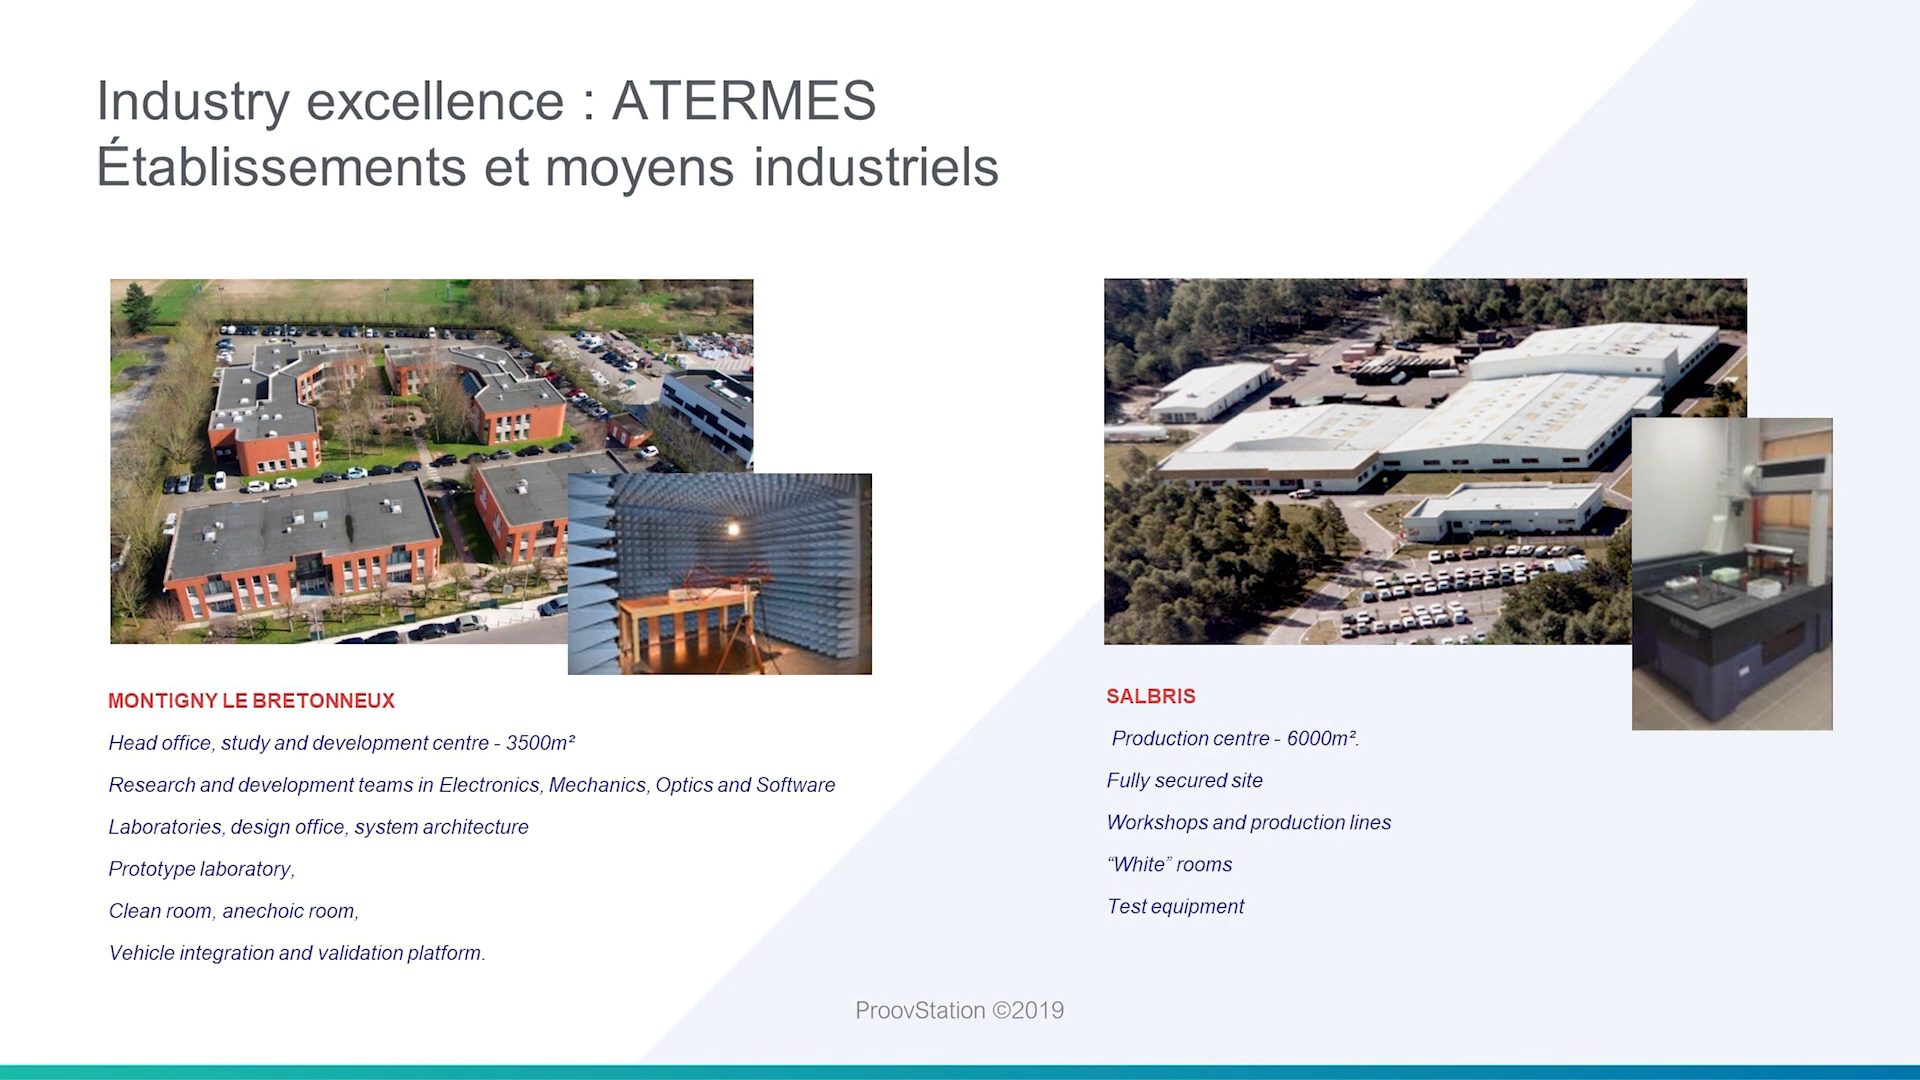 Industry excellence : ATERMES
Établissements et moyens industriels
MONTIGNY LE BRETONNEUX
Head office, study and development centre - 3500m²
Research and development teams in Electronics, Mechanics, Optics and Software
Laboratories, design office, system architecture
Prototype laboratory,
Clean room, anechoic room,
Vehicle integration and validation platform.
SALBRIS
Production centre - 6000m².
Fully secured site
Workshops and production lines
“White” rooms
Test equipment
ProovStation ©2019